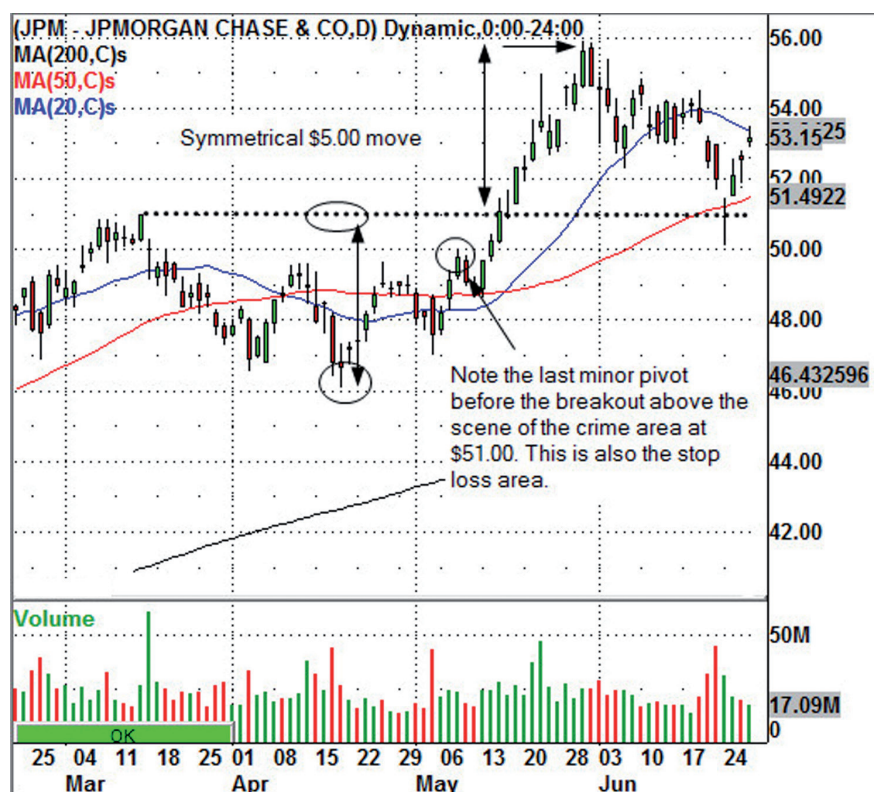 (JPM - JPMORGAN CHASE & CO,D) Dynamic,0:00-24:00
MA(200,C)s
MA(50,C)s
MA(20,C)s
Symmetrical $5.00 move
Note the last minor pivot
before the breakout above the
scene of the crime area at
$51.00. This is also the stop
loss area.
56.00
54.00
53.15
52.00
51.4922
50.00
48.00
46.432596
46.00
44.00
42.00
Volume
50M
17.09M
0
OK
25 04 11 18 25 01 08 15 22 29 06 13 20 28 03 10 17 24
Mar Apr May Jun